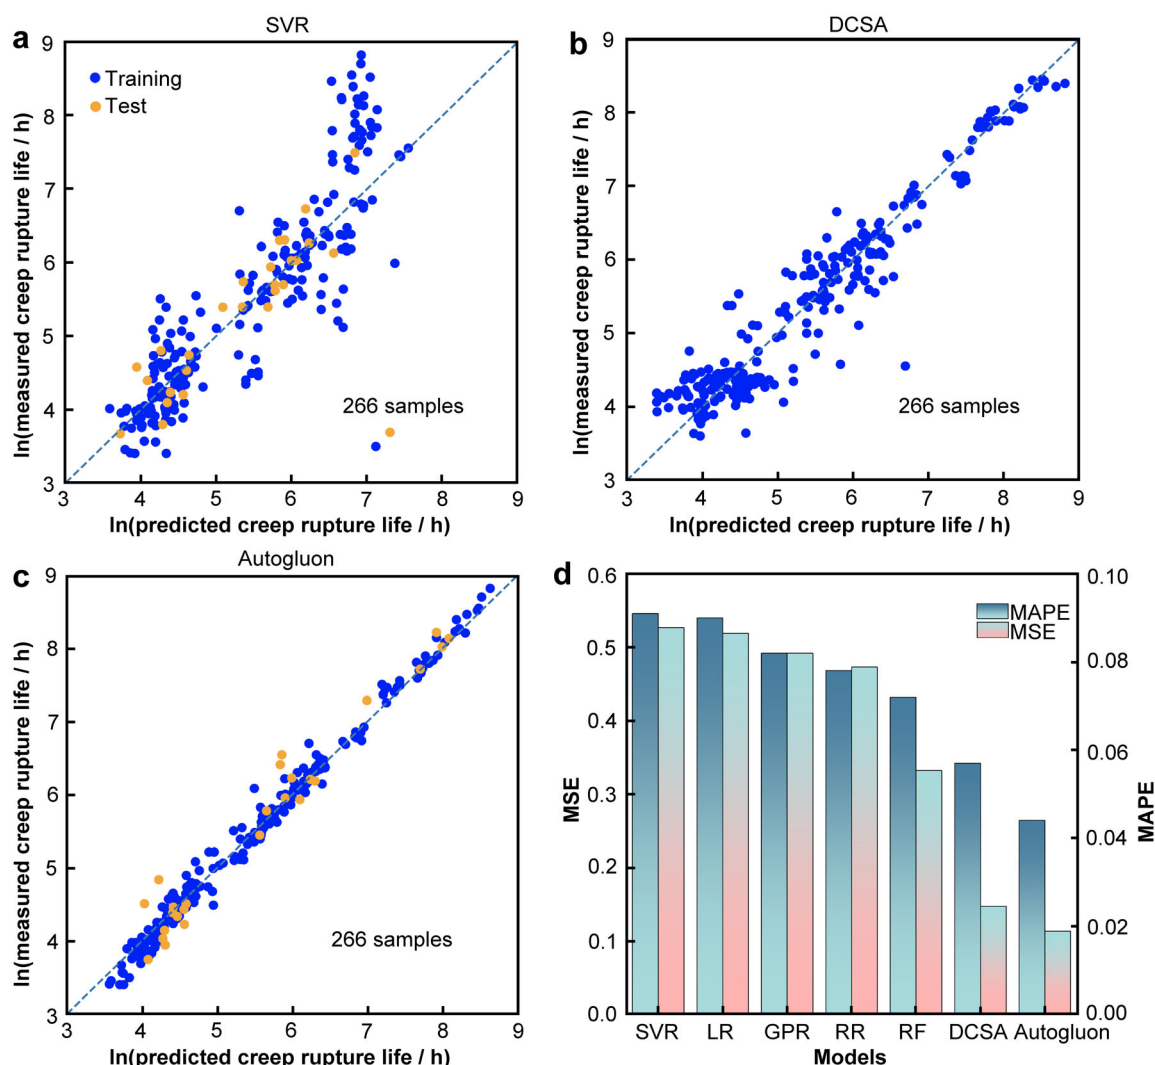 a
SVR
9
8
7
6
5
4
3
ln(measured creep rupture life / h)
Training
Test
266 samples
3 4 5 6 7 8 9
ln(predicted creep rupture life / h)
b
DCSA
9
8
7
6
5
4
3
ln(measured creep rupture life / h)
266 samples
3 4 5 6 7 8 9
ln(predicted creep rupture life / h)
c
Autogluon
9
8
7
6
5
4
3
ln(measured creep rupture life / h)
266 samples
3 4 5 6 7 8 9
ln(predicted creep rupture life / h)
d
0.6
0.5
0.4
0.3
0.2
0.1
0.0
MSE
MAPE
MSE
0.10
0.08
0.06
0.04
0.02
0.00
MAPE
SVR LR GPR RR RF DCSA Autogluon
Models